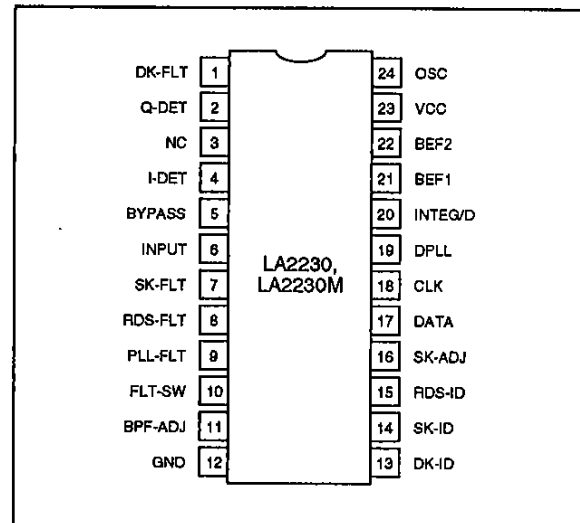 DK-FLT 1
Q-DET 2
NC 3
I-DET 4
BYPASS 5
INPUT 6
SK-FLT 7
RDS-FLT 8
PLL-FLT 9
FLT-SW 10
BPF-ADJ 11
GND 12
LA2230,
LA2230M
24 OSC
23 VCC
22 BEF2
21 BEF1
20 INTEG/D
19 DPLL
18 CLK
17 DATA
16 SK-ADJ
15 RDS-ID
14 SK-ID
13 DK-ID